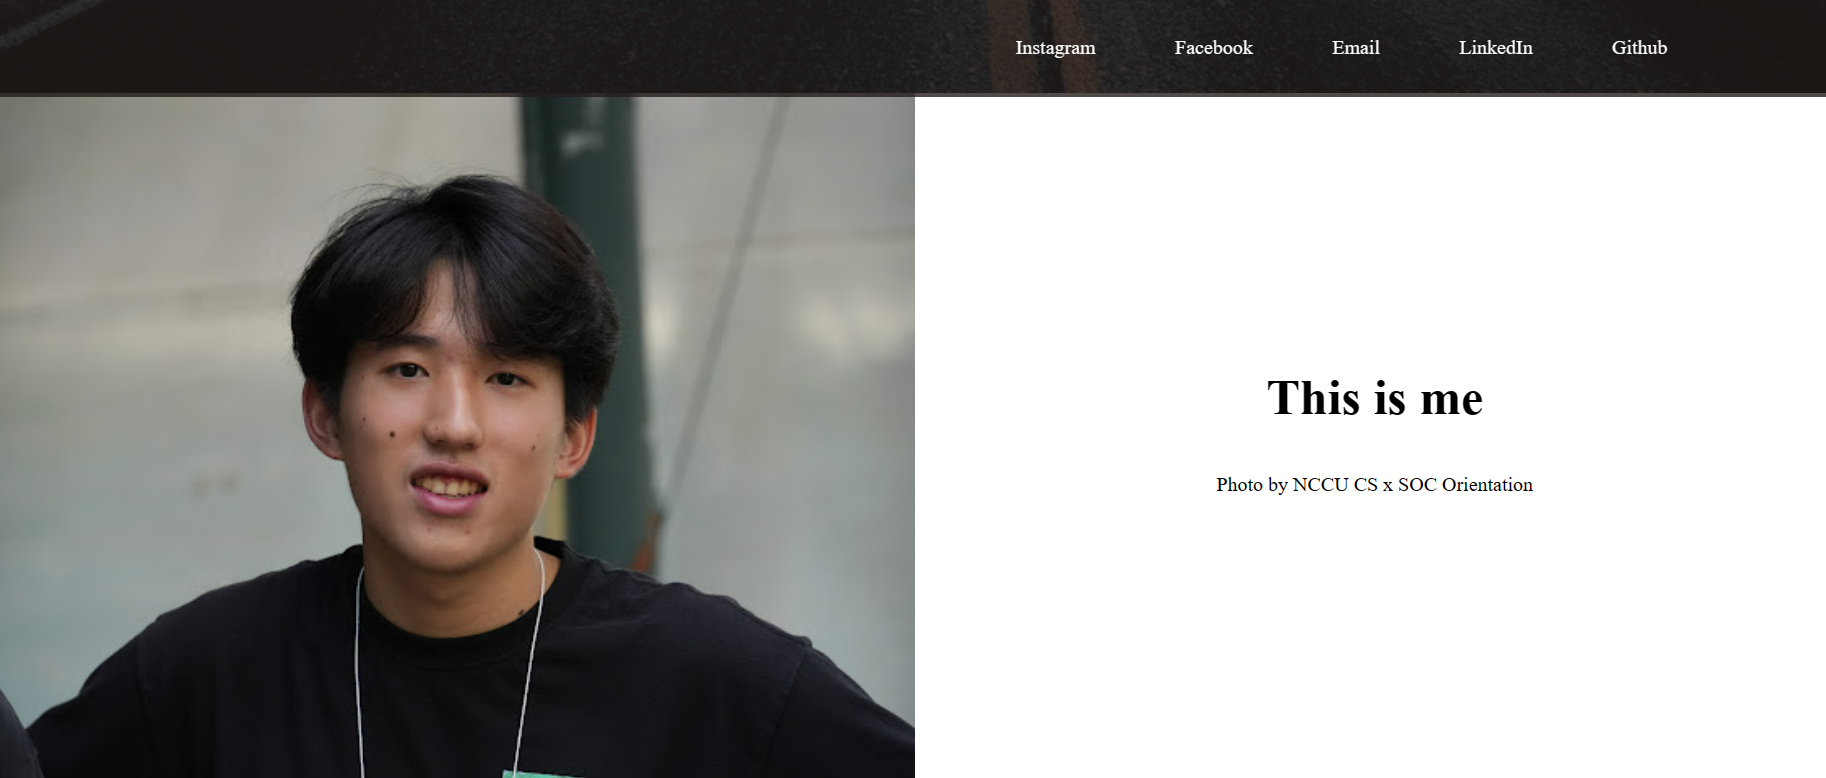 Instagram Facebook Email LinkedIn Github
This is me
Photo by NCCU CS x SOC Orientation